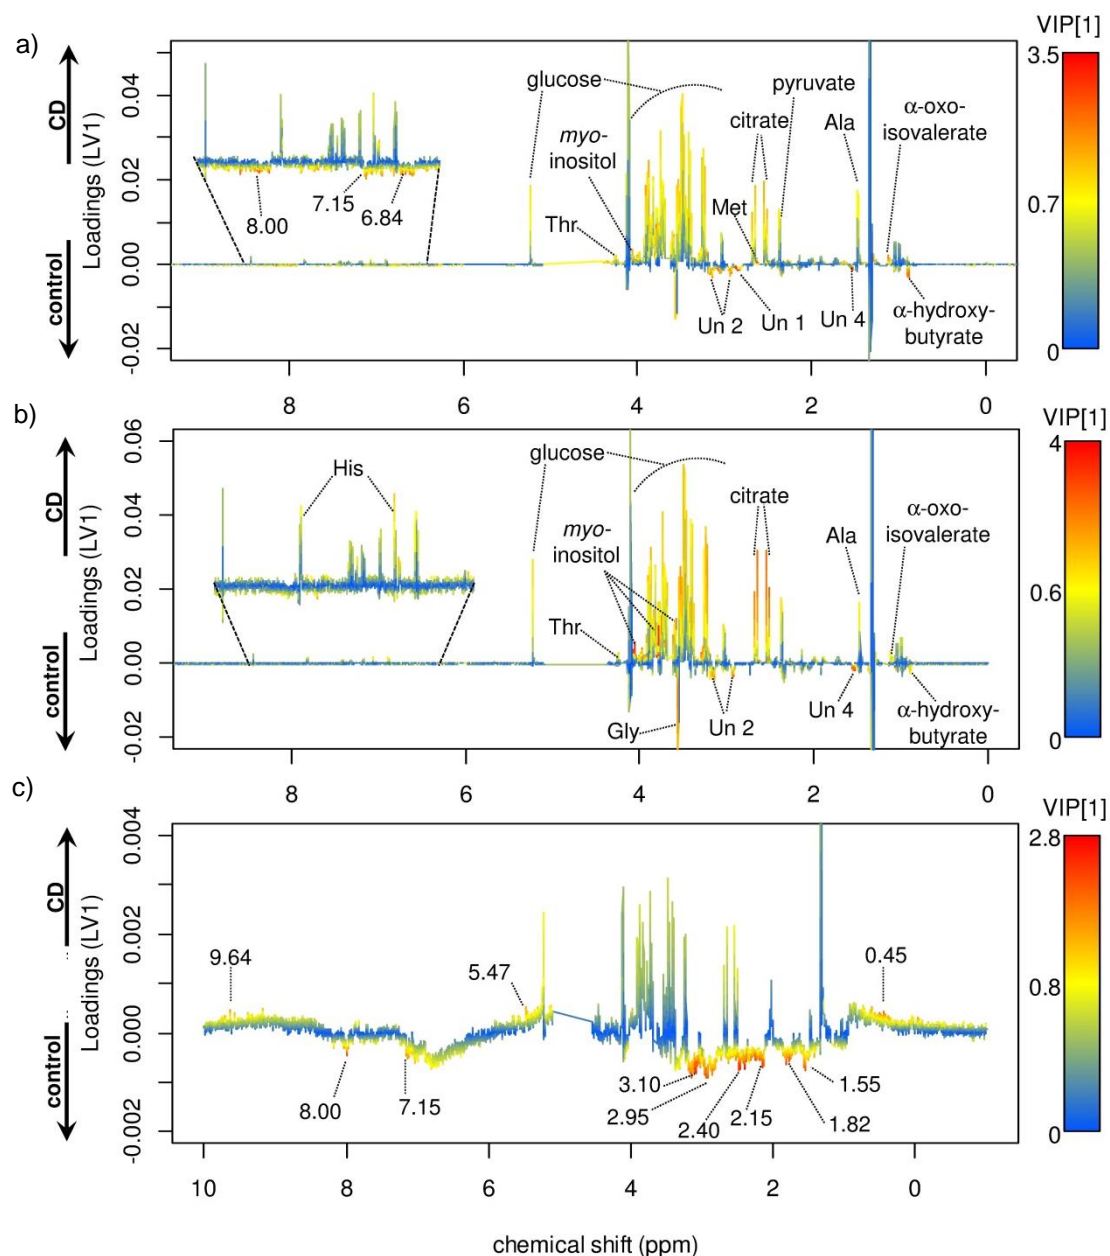 a)
CD
control
Loadings (LV1)
0.04
0.02
0.00
-0.02
8.00
7.15
6.84
glucose
myo-
inositol
Thr
pyruvate
citrate
Met
Ala
α-oxo-
isovalerate
Un 2
Un 1
Un 4
α-hydroxy-
butyrate
8
6
4
2
0
VIP[1]
3.5
0.7
0
b)
CD
control
Loadings (LV1)
0.06
0.04
0.02
0.00
-0.02
His
glucose
myo-
inositol
Thr
citrate
Ala
α-oxo-
isovalerate
Gly
Un 2
Un 4
α-hydroxy-
butyrate
8
6
4
2
0
VIP[1]
4
0.6
0
c)
CD
control
Loadings (LV1)
0.004
0.002
0.000
-0.002
9.64
5.47
0.45
8.00
7.15
3.10
2.95
2.40
2.15
1.82
1.55
10
8
6
4
2
0
VIP[1]
2.8
0.8
0
chemical shift (ppm)